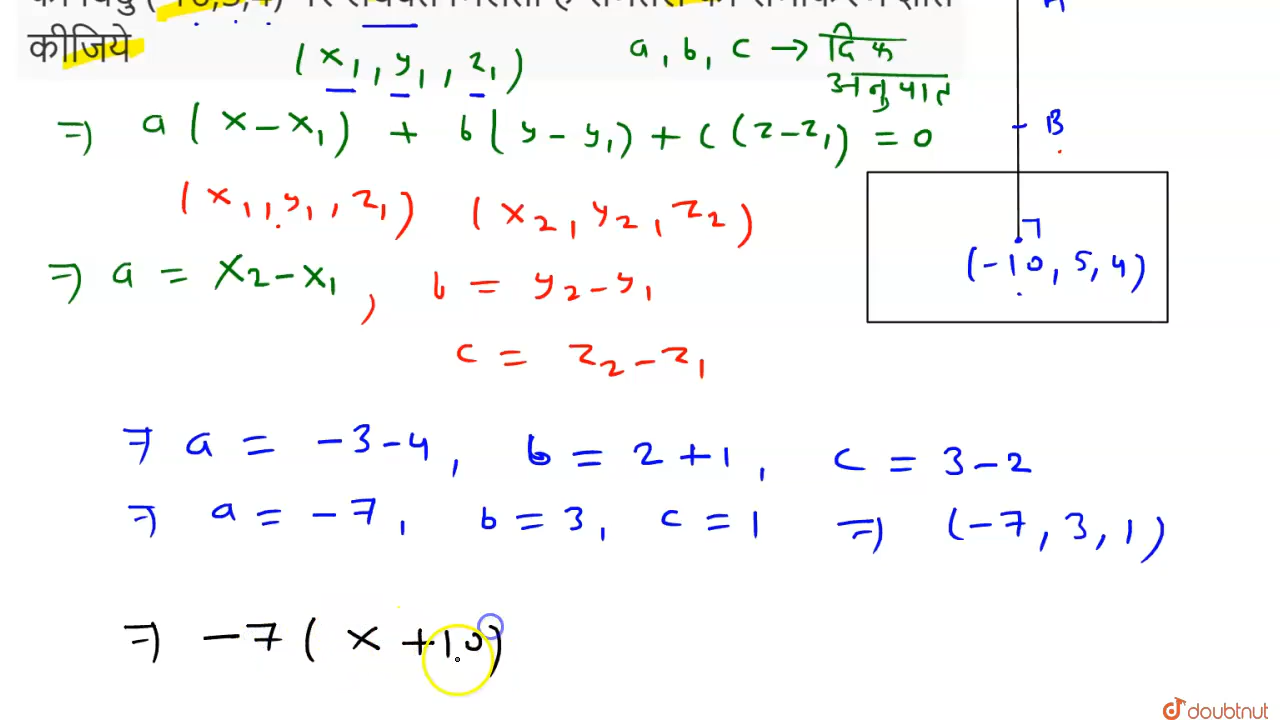 कीजिये
(x₁, y₁, z₁) a, b, c → दिक
अनुपात
A
⇒ a(x-x₁) + b(y-y₁) + c(z-z₁) = 0
B
(x₁, y₁, z₁) (x₂, y₂, z₂)
(-10, 5, 4)
⇒ a = x₂-x₁, b = y₂-y₁
c = z₂-z₁
⇒ a = -3-4, b = 2+1, c = 3-2
⇒ a = -7, b = 3, c = 1 ⇒ (-7, 3, 1)
⇒ -7(x+10)
doubtnut